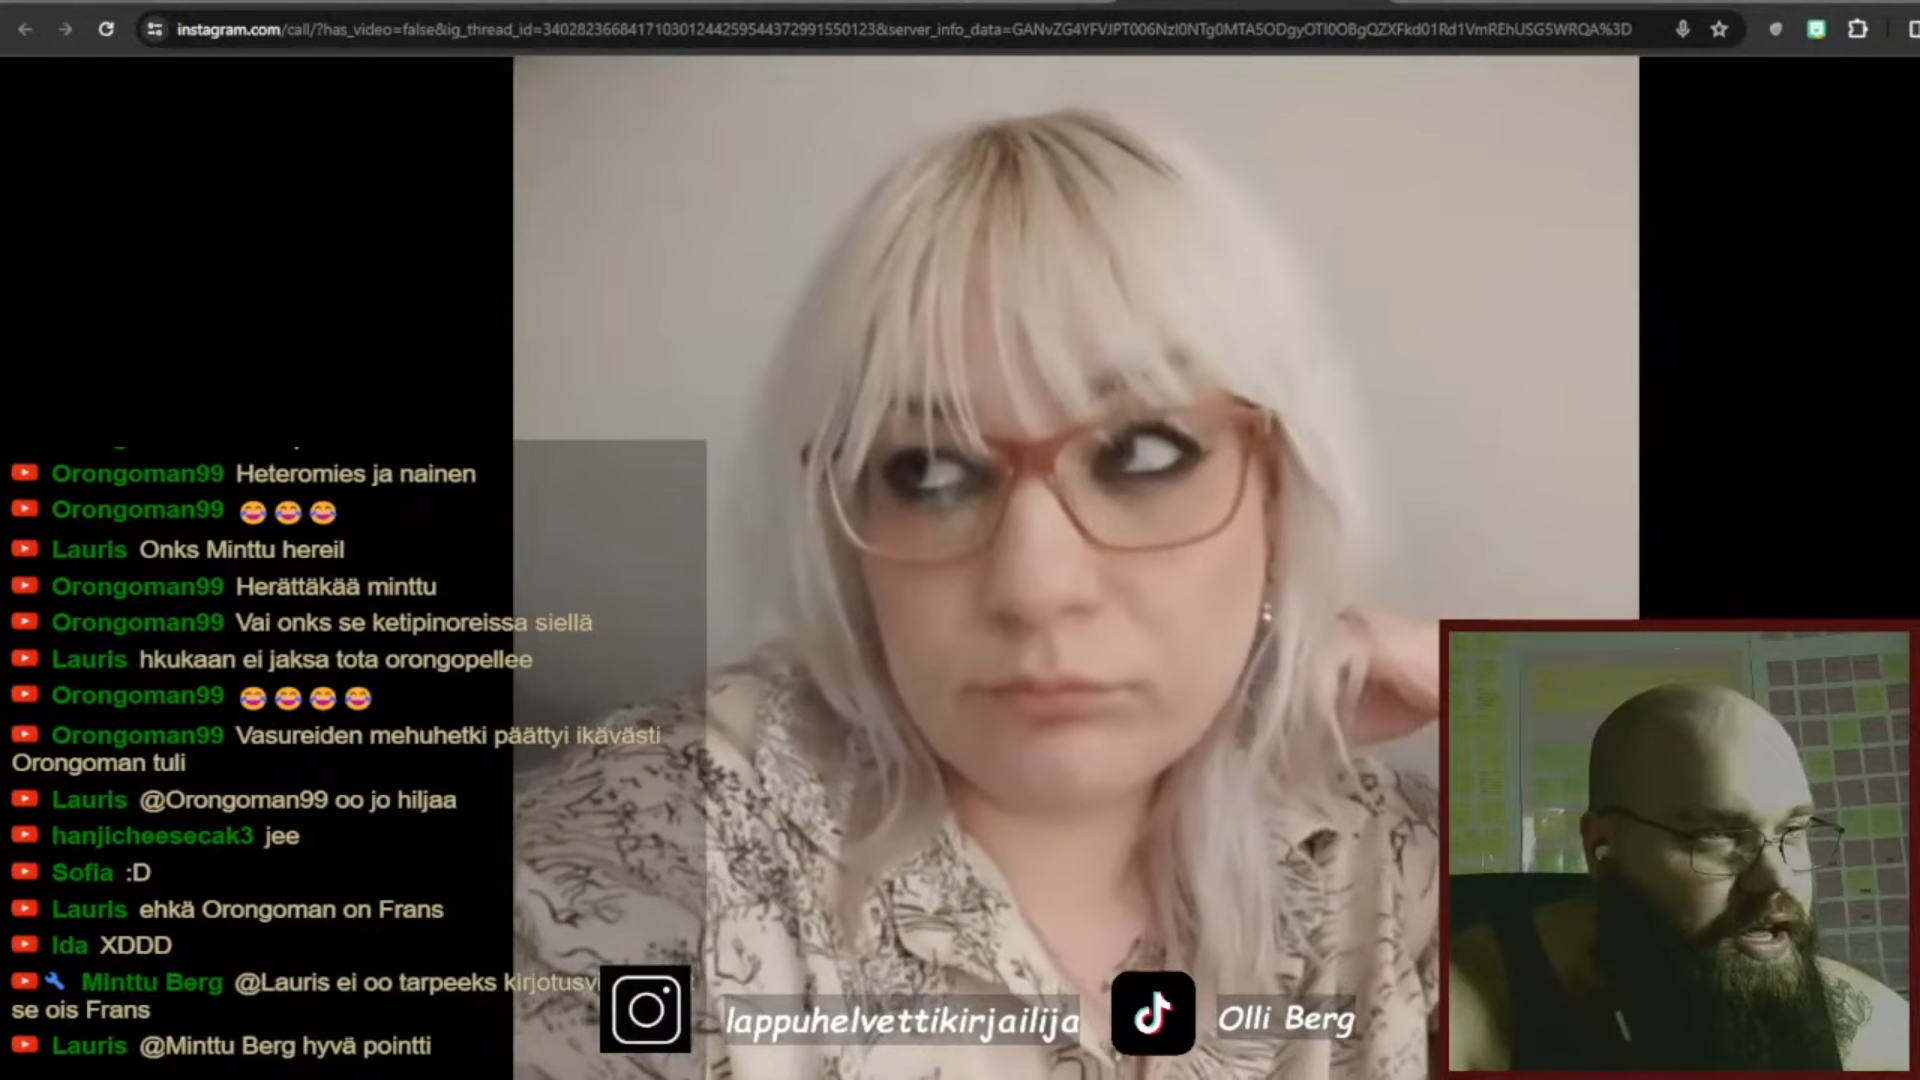 instagram.com/call/?has_video=false&ig_thread_id=340282366841710301244259544372991550123&server_info_data=GANvZG4YFVJPT006NzI0NTg0MTA5ODgyOTI0OBgQZXFkd01Rd1VmREhUSG5WRQA%3D
Orongoman99 Heteromies ja nainen
Orongoman99 😂😂😂
Lauris Onks Minttu hereil
Orongoman99 Herättäkää minttu
Orongoman99 Vai onks se ketipinoreissa siellä
Lauris hkukaan ei jaksa tota orongopellee
Orongoman99 😂😂😂😂
Orongoman99 Vasureiden mehuhetki päättyi ikävästi
Orongoman tuli
Lauris @Orongoman99 oo jo hiljaa
hanjicheesecak3 jee
Sofia :D
Lauris ehkä Orongoman on Frans
Ida XDDD
Minttu Berg @Lauris ei oo tarpeeks
se ois Frans
Lauris @Minttu Berg hyvä pointti
lappuhelvettikirjailija
Olli Berg